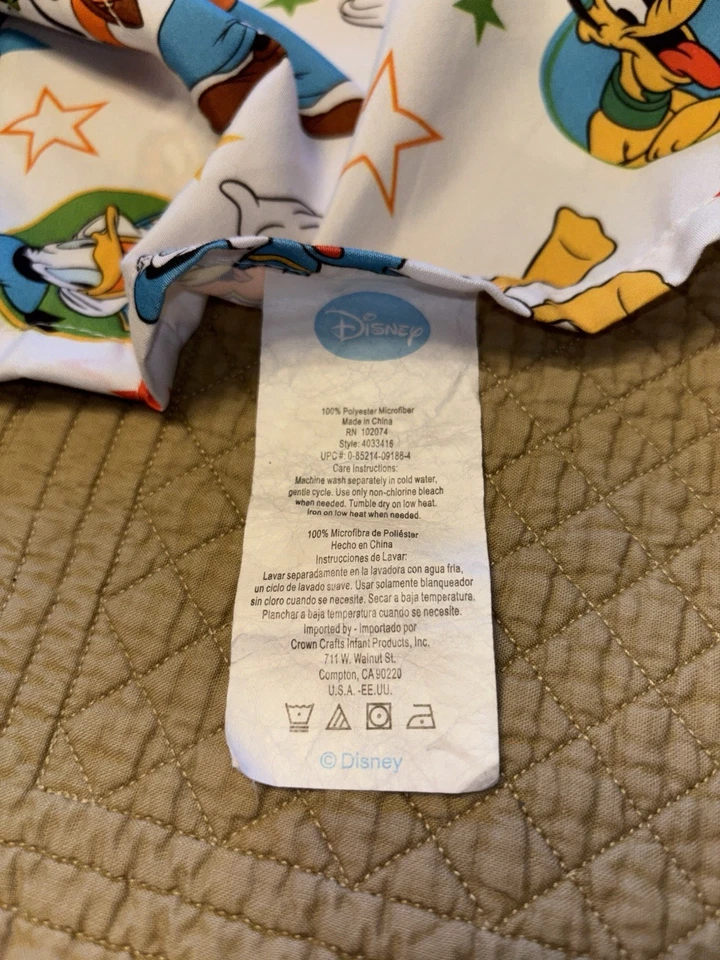 Disney
100% Polyester Microfiber
Made in China
RN 102074
Style: 4033416
UPC#: 0-85214-09188-4
Care Instructions:
Machine wash separately in cold water,
gentle cycle. Use only non-chlorine bleach
when needed. Tumble dry on low heat.
Iron on low heat when needed.
100% Microfibra de Poliéster
Hecho en China
Instrucciones de Lavar:
Lavar separadamente en la lavadora con agua fria,
un ciclo de lavado suave. Usar solamente blanqueador
sin cloro cuando se necesite. Secar a baja temperatura.
Planchar a baja temperatura cuando se necesite.
Imported by - Importado por
Crown Crafts Infant Products, Inc.
711 W. Walnut St.
Compton, CA 90220
U.S.A. -EE.UU.
© Disney